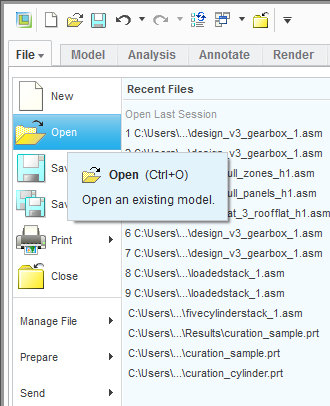 File Model Analysis Annotate Render
New
Open
Sav
Sav
Print
Close
Manage File
Prepare
Send
Recent Files
Open Last Session
1 C:\Users\...\design_v3_gearbox_1.asm
2 C:\Users\...\design_v3_gearbox_1.asm
ull_zones_h1.asm
ull_panels_h1.asm
at_3_roofflat_h1.asm
6 C:\Users\...\design_v3_gearbox_1.asm
7 C:\Users\...\design_v3_gearbox_1.asm
8 C:\Users\...\loadedstack_1.asm
9 C:\Users\...\loadedstack_1.asm
C:\Users\...\fivecylinderstack_1.asm
C:\Users\...\Results\curation_sample.prt
C:\Users\...\curation_sample.prt
C:\Users\...\curation_cylinder.prt
Open (Ctrl+O)
Open an existing model.